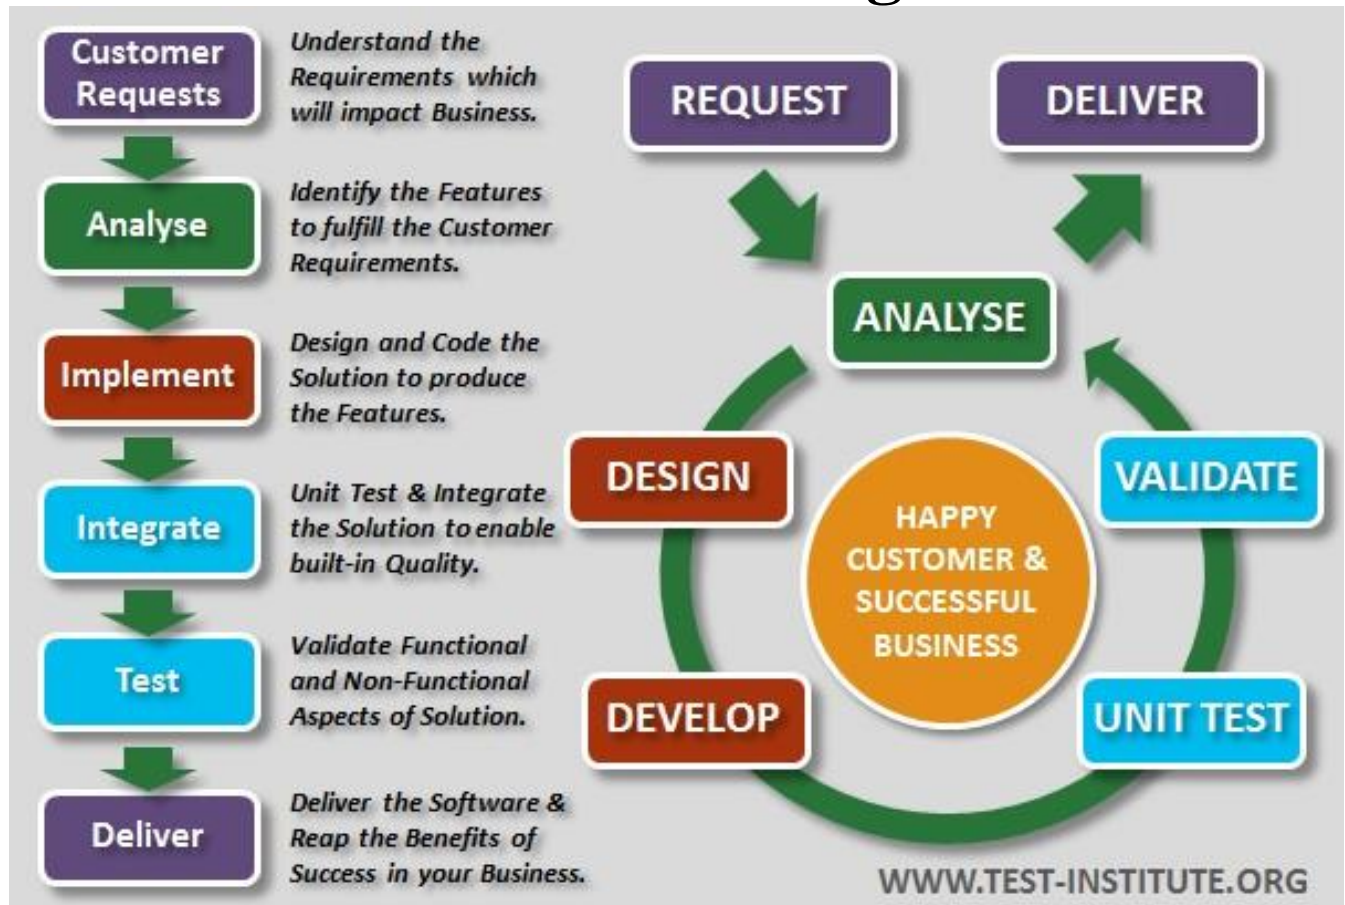 Customer
Requests
Understand the
Requirements which
will impact Business.
Analyse
Identify the Features
to fulfill the Customer
Requirements.
Implement
Design and Code the
Solution to produce
the Features.
Integrate
Unit Test & Integrate
the Solution to enable
built-in Quality.
Test
Validate Functional
and Non-Functional
Aspects of Solution.
Deliver
Deliver the Software &
Reap the Benefits of
Success in your Business.
REQUEST
DELIVER
ANALYSE
DESIGN
VALIDATE
HAPPY
CUSTOMER &
SUCCESSFUL
BUSINESS
DEVELOP
UNIT TEST
WWW.TEST-INSTITUTE.ORG